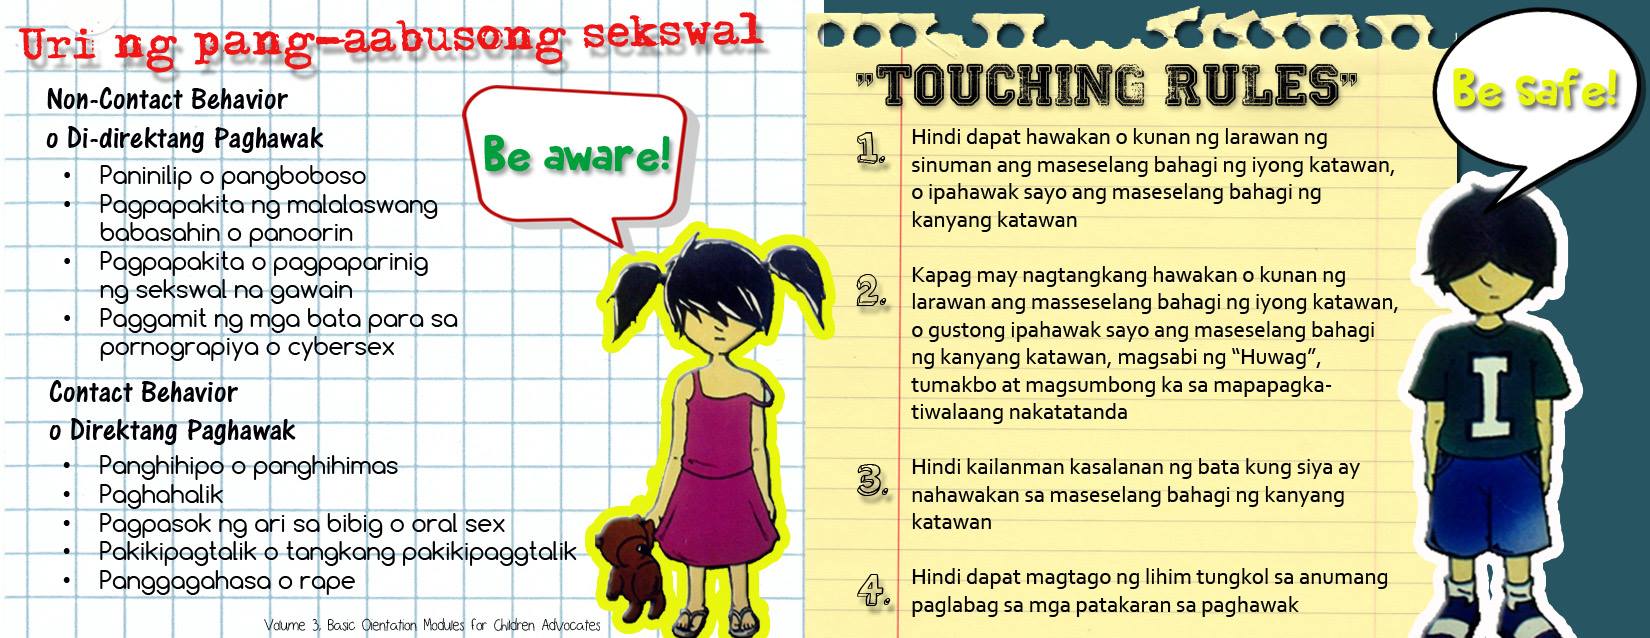 Uri ng pang-aabusong sekswal
Non-Contact Behavior
o Di-direktang Paghawak
• Paninilip o pangboboso
• Pagpapakita ng malalaswang
babasahin o panoorin
• Pagpapakita o pagpaparinig
ng sekswal na gawain
• Paggamit ng mga bata para sa
pornograpiya o cybersex
Contact Behavior
o Direktang Paghawak
• Panghihipo o panghihimas
• Paghahalik
• Pagpasok ng ari sa bibig o oral sex
• Pakikipagtalik o tangkang pakikipaggtalik
• Panggagahasa o rape
Be aware!
Volume 3, Basic Oientation Modules for Children Advocates
"TOUCHING RULES"
Be safe!
1. Hindi dapat hawakan o kunan ng larawan ng
sinuman ang maseselang bahagi ng iyong katawan,
o ipahawak sayo ang maseselang bahagi ng
kanyang katawan
2. Kapag may nagtangkang hawakan o kunan ng
larawan ang masseselang bahagi ng iyong katawan,
o gustong ipahawak sayo ang maseselang bahagi
ng kanyang katawan, magsabi ng “Huwag”,
tumakbo at magsumbong ka sa mapapagka-
tiwalaang nakatatanda
3. Hindi kailanman kasalanan ng bata kung siya ay
nahawakan sa maseselang bahagi ng kanyang
katawan
4. Hindi dapat magtago ng lihim tungkol sa anumang
paglabag sa mga patakaran sa paghawak
I